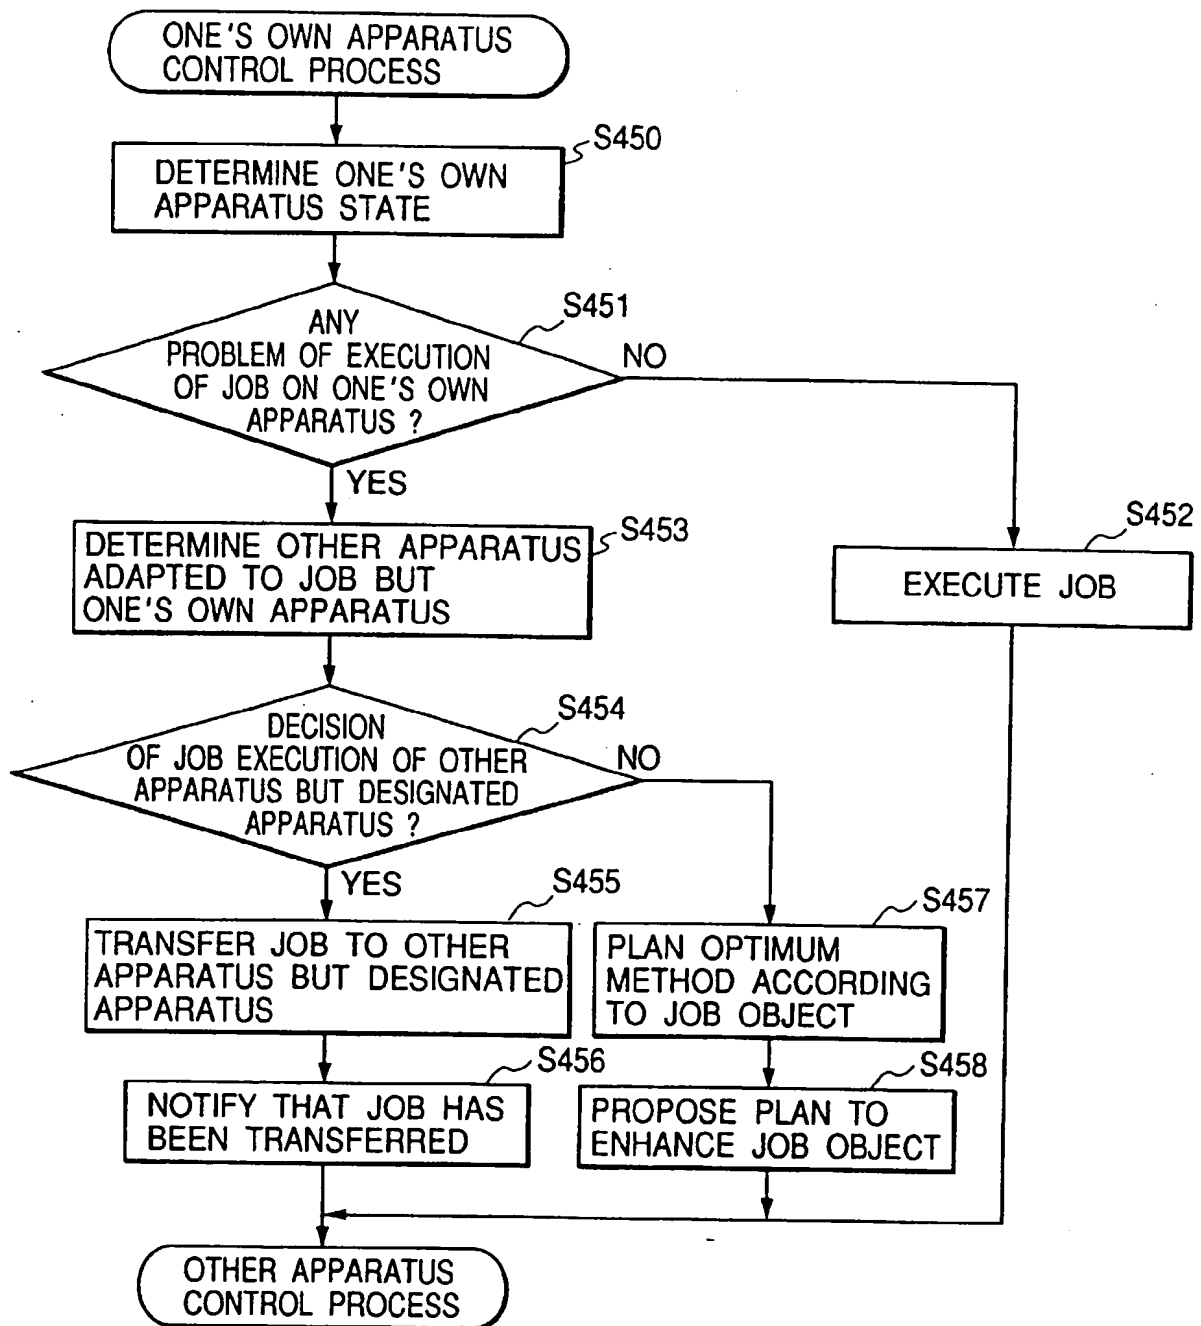 ONE'S OWN APPARATUS
CONTROL PROCESS
S450
DETERMINE ONE'S OWN
APPARATUS STATE
S451
ANY
PROBLEM OF EXECUTION
OF JOB ON ONE'S OWN
APPARATUS ?
NO
YES
S453
DETERMINE OTHER APPARATUS
ADAPTED TO JOB BUT
ONE'S OWN APPARATUS
S452
EXECUTE JOB
S454
DECISION
OF JOB EXECUTION OF OTHER
APPARATUS BUT DESIGNATED
APPARATUS ?
NO
YES
S455
TRANSFER JOB TO OTHER
APPARATUS BUT DESIGNATED
APPARATUS
S457
PLAN OPTIMUM
METHOD ACCORDING
TO JOB OBJECT
S456
NOTIFY THAT JOB HAS
BEEN TRANSFERRED
S458
PROPOSE PLAN TO
ENHANCE JOB OBJECT
OTHER APPARATUS
CONTROL PROCESS